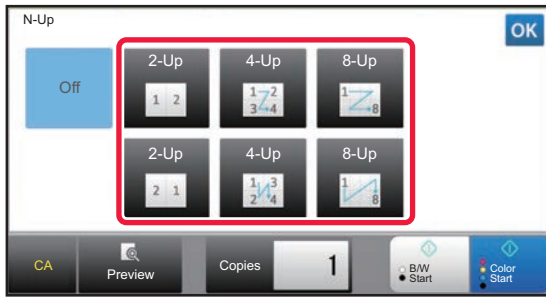 N-Up
OK
Off
2-Up
4-Up
8-Up
1 2
1 2
3 4
1
8
2-Up
4-Up
8-Up
2 1
1 3
2 4
1
8
CA
Preview
Copies
1
B/W
Start
Color
Start